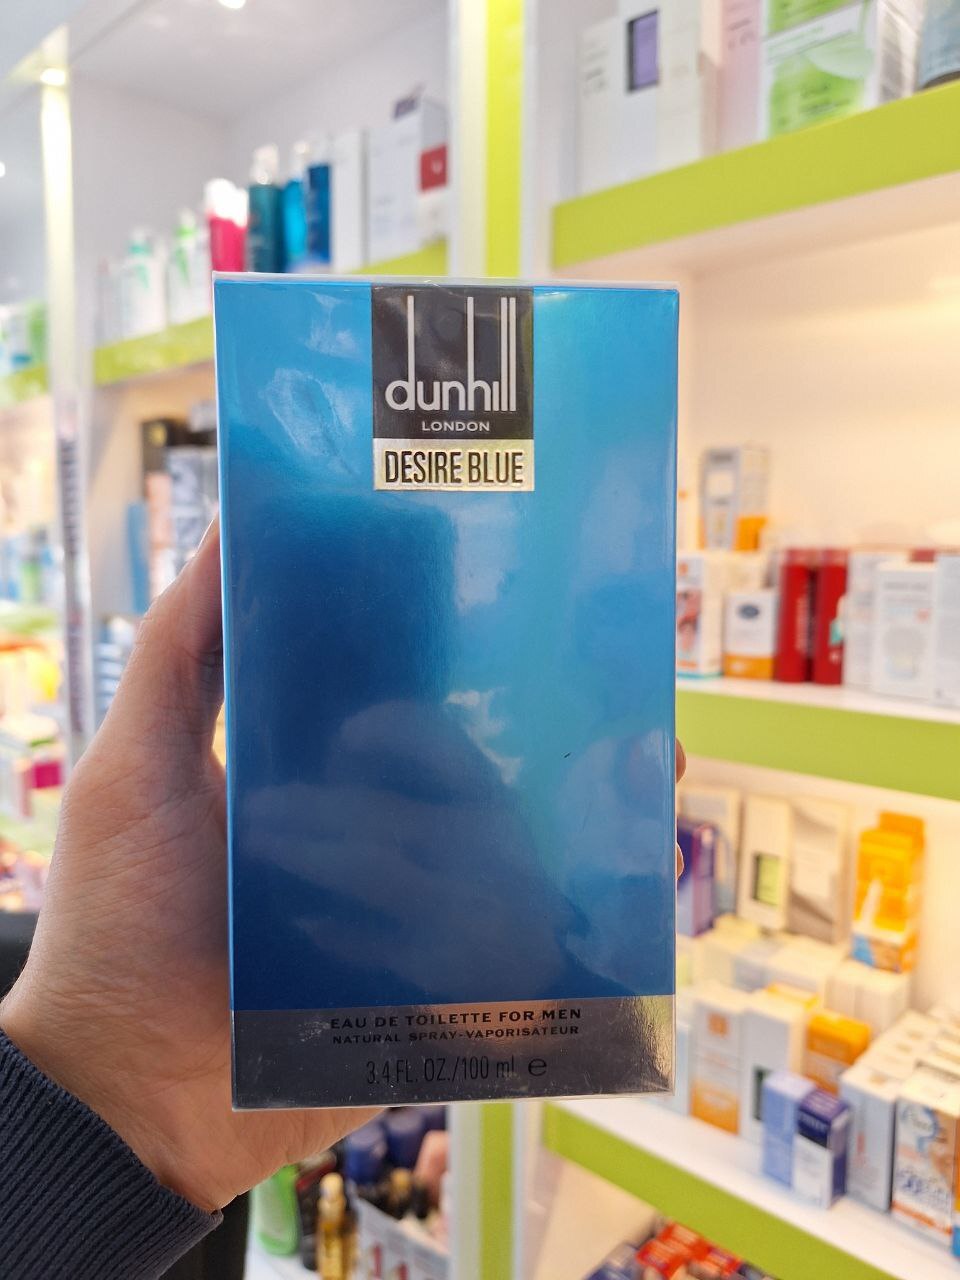 dunhill
LONDON
DESIRE BLUE
EAU DE TOILETTE FOR MEN
NATURAL SPRAY-VAPORISATEUR
3.4 FL. OZ./100 ml e